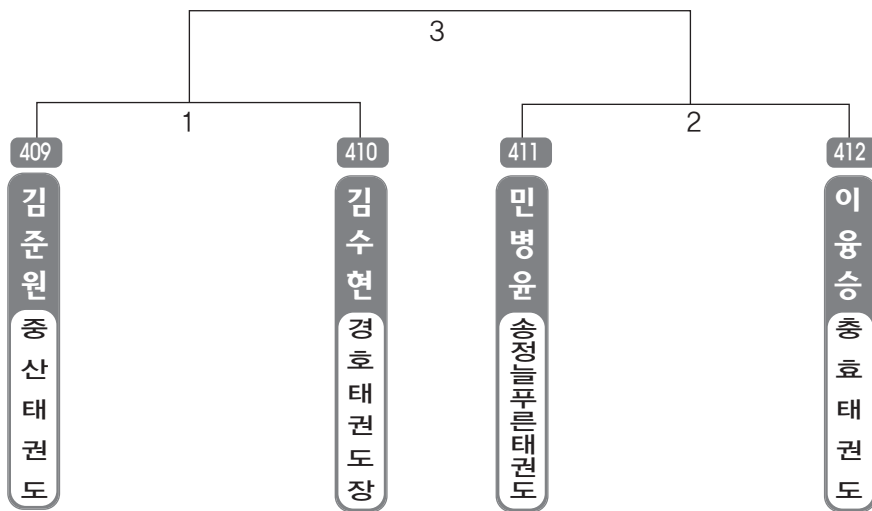 3
1
2
409
410
411
412
김준원
중산태권도
김수현
경호태권도장
민병윤
송정늘푸른태권도
이융승
충효태권도